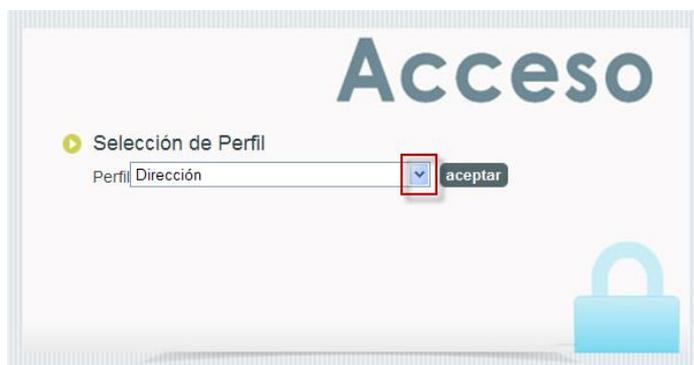 Acceso
Selección de Perfil
Perfil Dirección aceptar